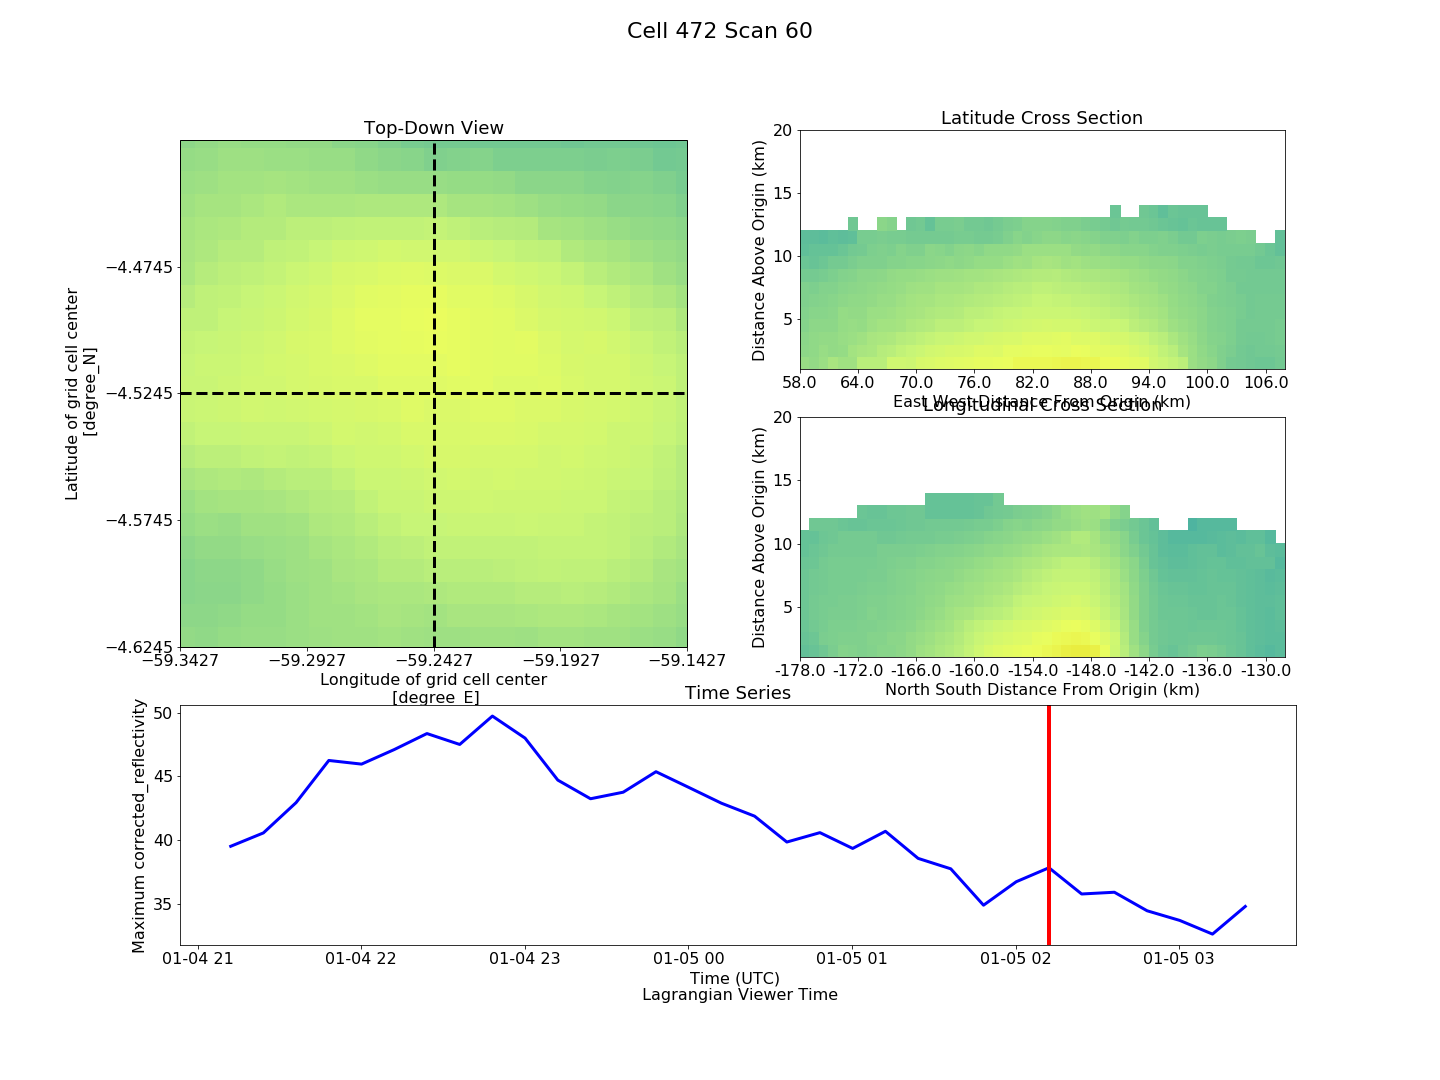 Cell 472 Scan 60
Top-Down View
−4.4745
−4.5245
−4.5745
−4.6245
Latitude of grid cell center
[degree_N]
−59.3427 −59.2927 −59.2427 −59.1927 −59.1427
Longitude of grid cell center
[degree_E]
Latitude Cross Section
20
15
10
5
Distance Above Origin (km)
58.0 64.0 70.0 76.0 82.0 88.0 94.0 100.0 106.0
East West Distance From Origin (km)
Longitudinal Cross Section
20
15
10
5
Distance Above Origin (km)
-178.0 -172.0 -166.0 -160.0 -154.0 -148.0 -142.0 -136.0 -130.0
North South Distance From Origin (km)
Time Series
50
45
40
35
Maximum corrected_reflectivity
01-04 21 01-04 22 01-04 23 01-05 00 01-05 01 01-05 02 01-05 03
Time (UTC)
Lagrangian Viewer Time